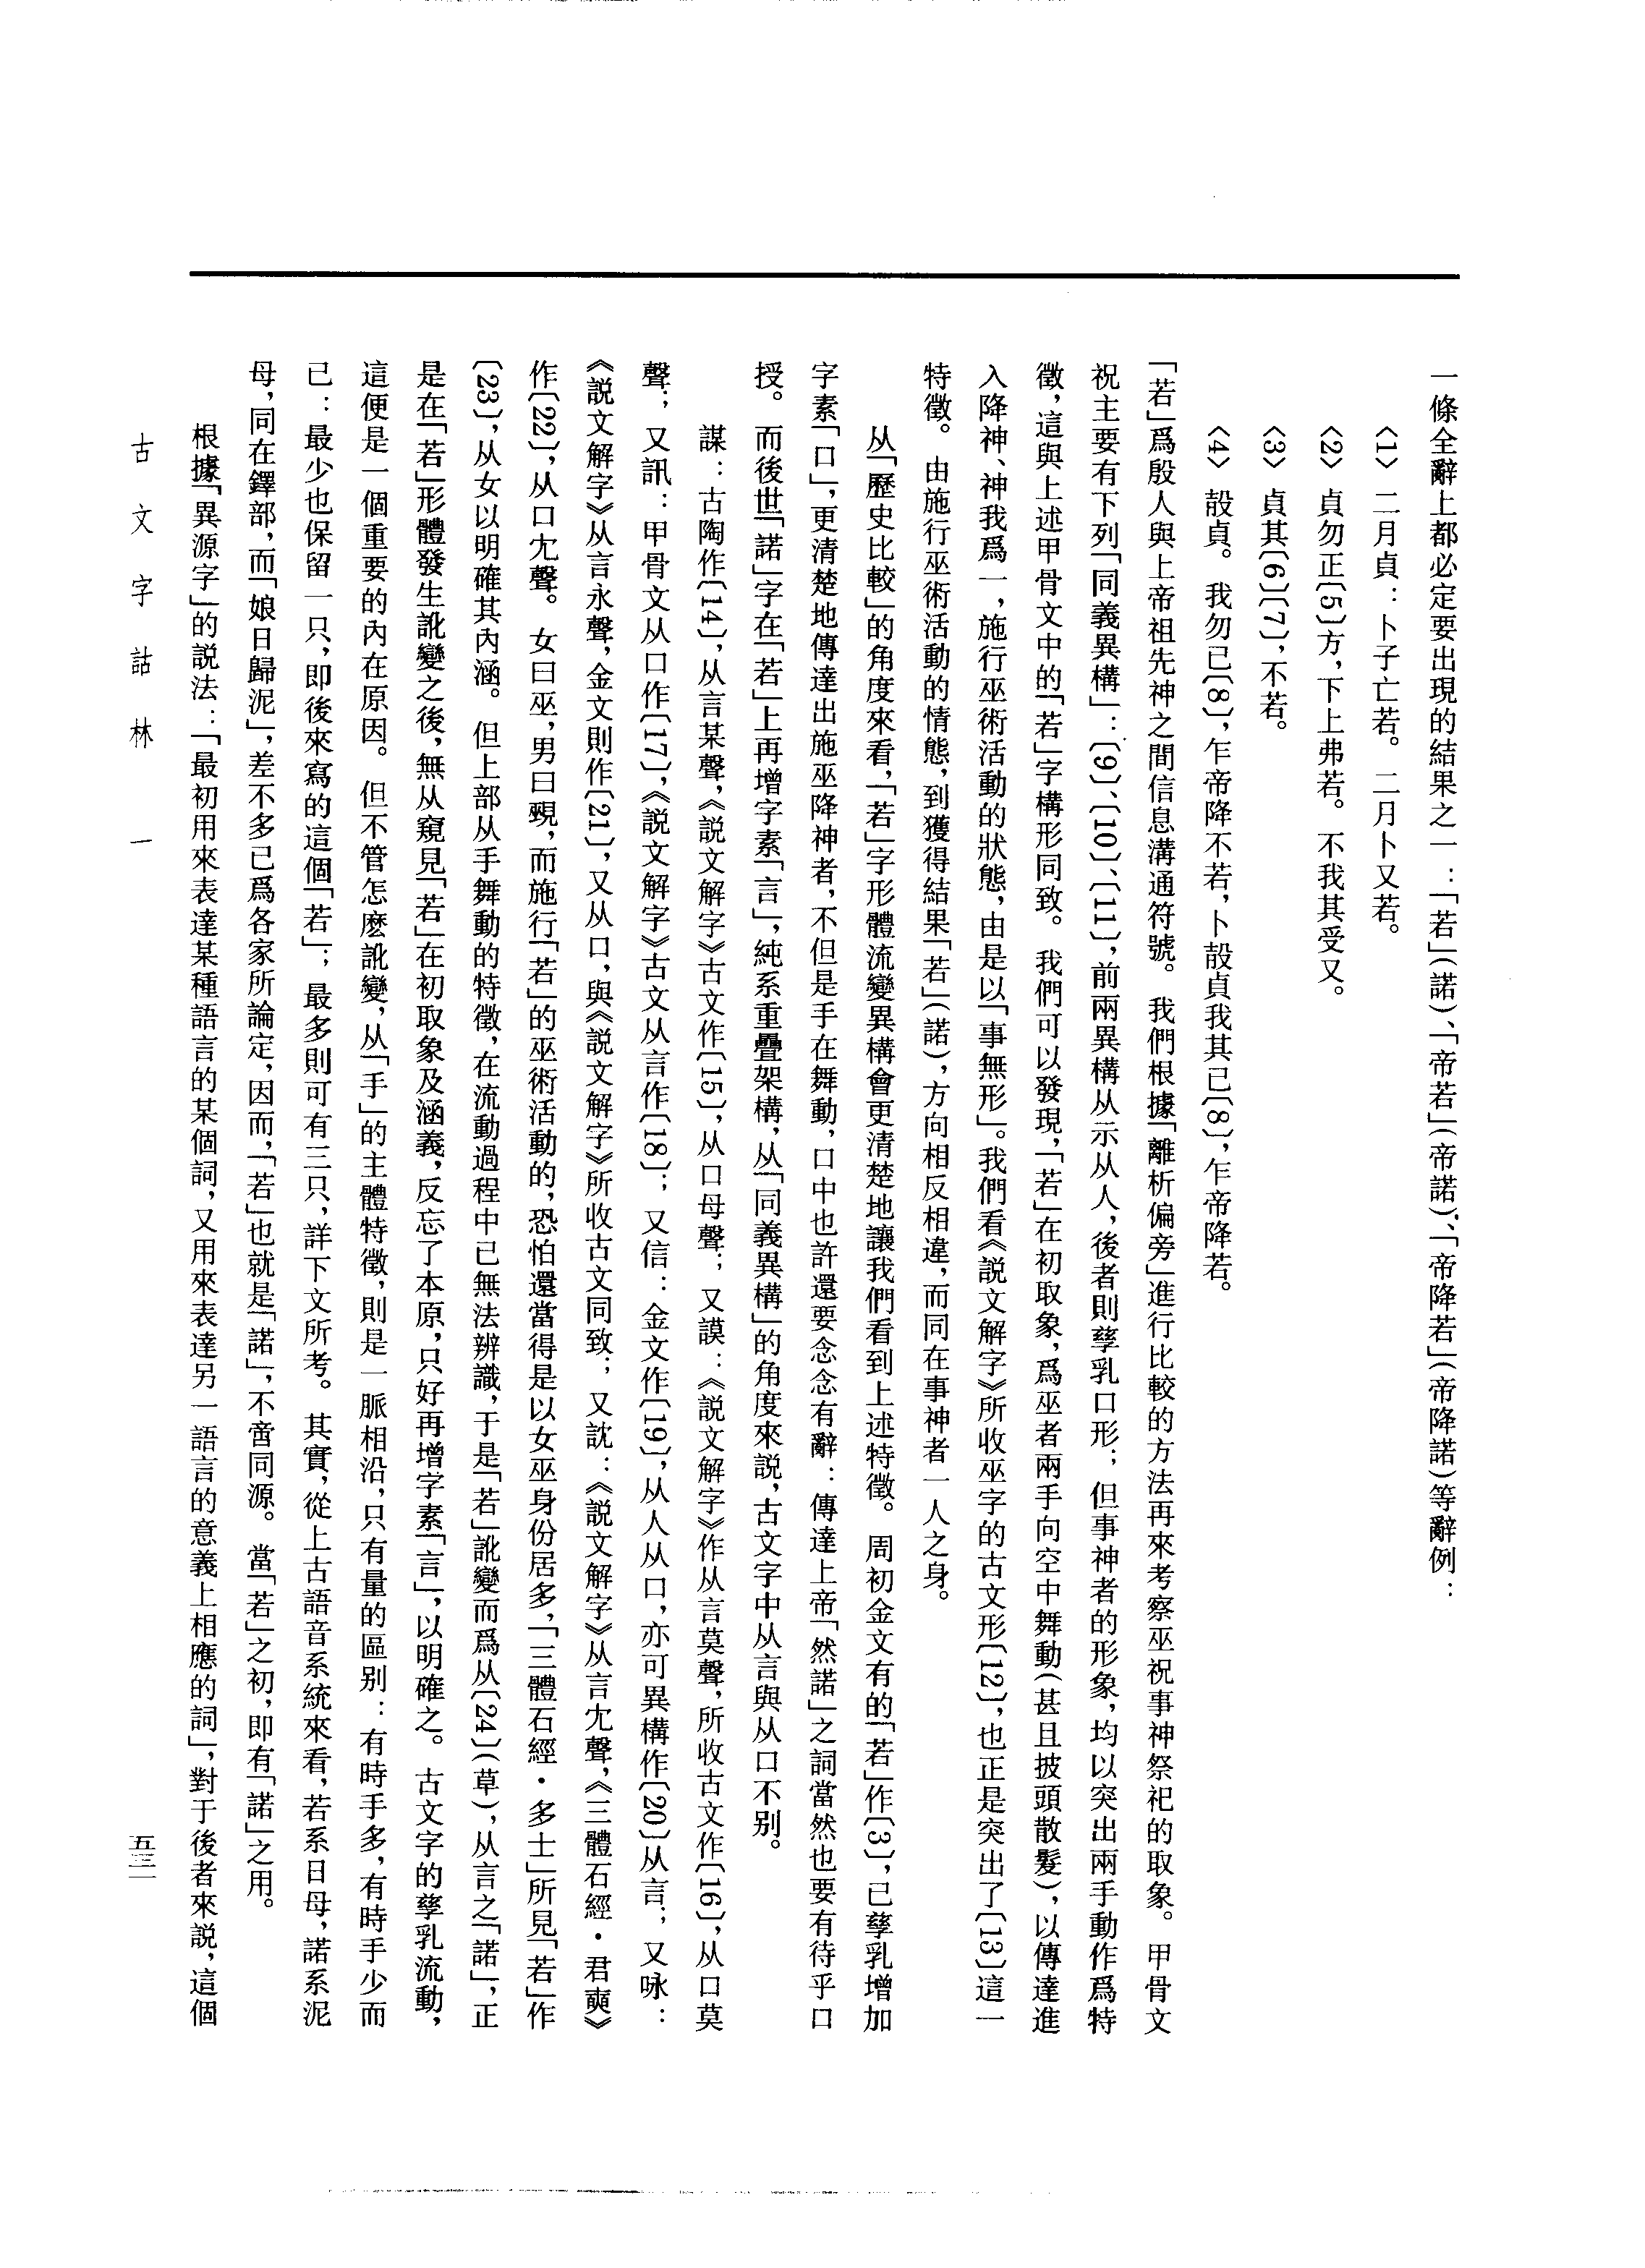 一條全辭上都必定要出現的結果之一：「若」(諾)、「帝若」(帝諾)、「帝降若」(帝降諾)等辭例：
〈1〉 二月貞：卜子亡若。二月卜又若。
〈2〉 貞勿正〔5〕方，下上弗若。不我其受又。
〈3〉 貞其〔6〕〔7〕，不若。
〈4〉 㱿貞。我勿已〔8〕，乍帝降不若，卜㱿貞我其已〔8〕，乍帝降若。
「若」爲殷人與上帝祖先神之間信息溝通符號。我們根據「離析偏旁」進行比較的方法再來考察巫祝事神祭祀的取象。甲骨文
祝主要有下列「同義異構」：〔9〕、〔10〕、〔11〕，前兩異構从示从人，後者則孳乳口形；但事神者的形象，均以突出兩手動作爲特
徵，這與上述甲骨文中的「若」字構形同致。我們可以發現，「若」在初取象，爲巫者兩手向空中舞動(甚且披頭散髮)，以傳達進
入降神、神我爲一，施行巫術活動的狀態，由是以「事無形」。我們看《説文解字》所收巫字的古文形〔12〕，也正是突出了〔13〕這一
特徵。由施行巫術活動的情態，到獲得結果「若」(諾)，方向相反相違，而同在事神者一人之身。
从「歷史比較」的角度來看，「若」字形體流變異構會更清楚地讓我們看到上述特徵。周初金文有的「若」作〔3〕，已孳乳增加
字素「口」，更清楚地傳達出施巫降神者，不但是手在舞動，口中也許還要念念有辭：傳達上帝「然諾」之詞當然也要有待乎口
授。而後世「諾」字在「若」上再增字素「言」，純系重疊架構，从「同義異構」的角度來説，古文字中从言與从口不别。
謀：古陶作〔14〕，从言某聲，《説文解字》古文作〔15〕，从口母聲；又謨：《説文解字》作从言莫聲，所收古文作〔16〕，从口莫
聲；又訊：甲骨文从口作〔17〕，《説文解字》古文从言作〔18〕；又信：金文作〔19〕，从人从口，亦可異構作〔20〕从言；又咏：
《説文解字》从言永聲，金文則作〔21〕，又从口，與《説文解字》所收古文同致；又訦：《説文解字》从言冘聲，《三體石經·君奭》
作〔22〕，从口冘聲。女曰巫，男曰覡，而施行「若」的巫術活動的，恐怕還當得是以女巫身份居多，「三體石經·多士」所見「若」作
〔23〕，从女以明確其内涵。但上部从手舞動的特徵，在流動過程中已無法辨識，于是「若」訛變而爲从〔24〕(草)，从言之「諾」，正
是在「若」形體發生訛變之後，無从窺見「若」在初取象及涵義，反忘了本原，只好再增字素「言」，以明確之。古文字的孳乳流動，
這便是一個重要的内在原因。但不管怎麽訛變，从「手」的主體特徵，則是一脈相沿，只有量的區别：有時手多，有時手少而
已：最少也保留一只，即後來寫的這個「若」；最多則可有三只，詳下文所考。其實，從上古語音系統來看，若系日母，諾系泥
母，同在鐸部，而「娘日歸泥」，差不多已爲各家所論定，因而，「若」也就是「諾」，不啻同源。當「若」之初，即有「諾」之用。
根據「異源字」的説法：「最初用來表達某種語言的某個詞，又用來表達另一語言的意義上相應的詞」，對于後者來説，這個
古文字詁林 一
五三一